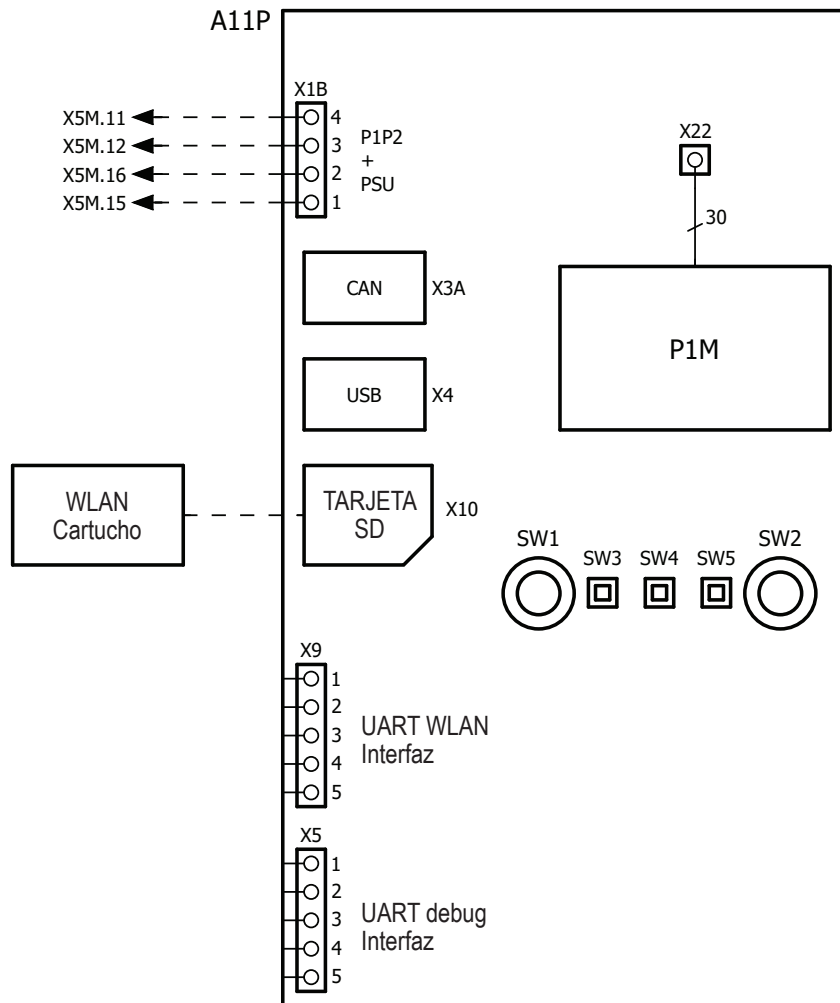 A11P
X1B
X5M.11
4
X5M.12
3
X5M.16
2
X5M.15
1
P1P2
+
PSU
X22
30
P1M
CAN
X3A
USB
X4
WLAN
Cartucho
TARJETA
SD
X10
SW1
SW3
SW4
SW5
SW2
X9
1
2
3
4
5
UART WLAN
Interfaz
X5
1
2
3
4
5
UART debug
Interfaz